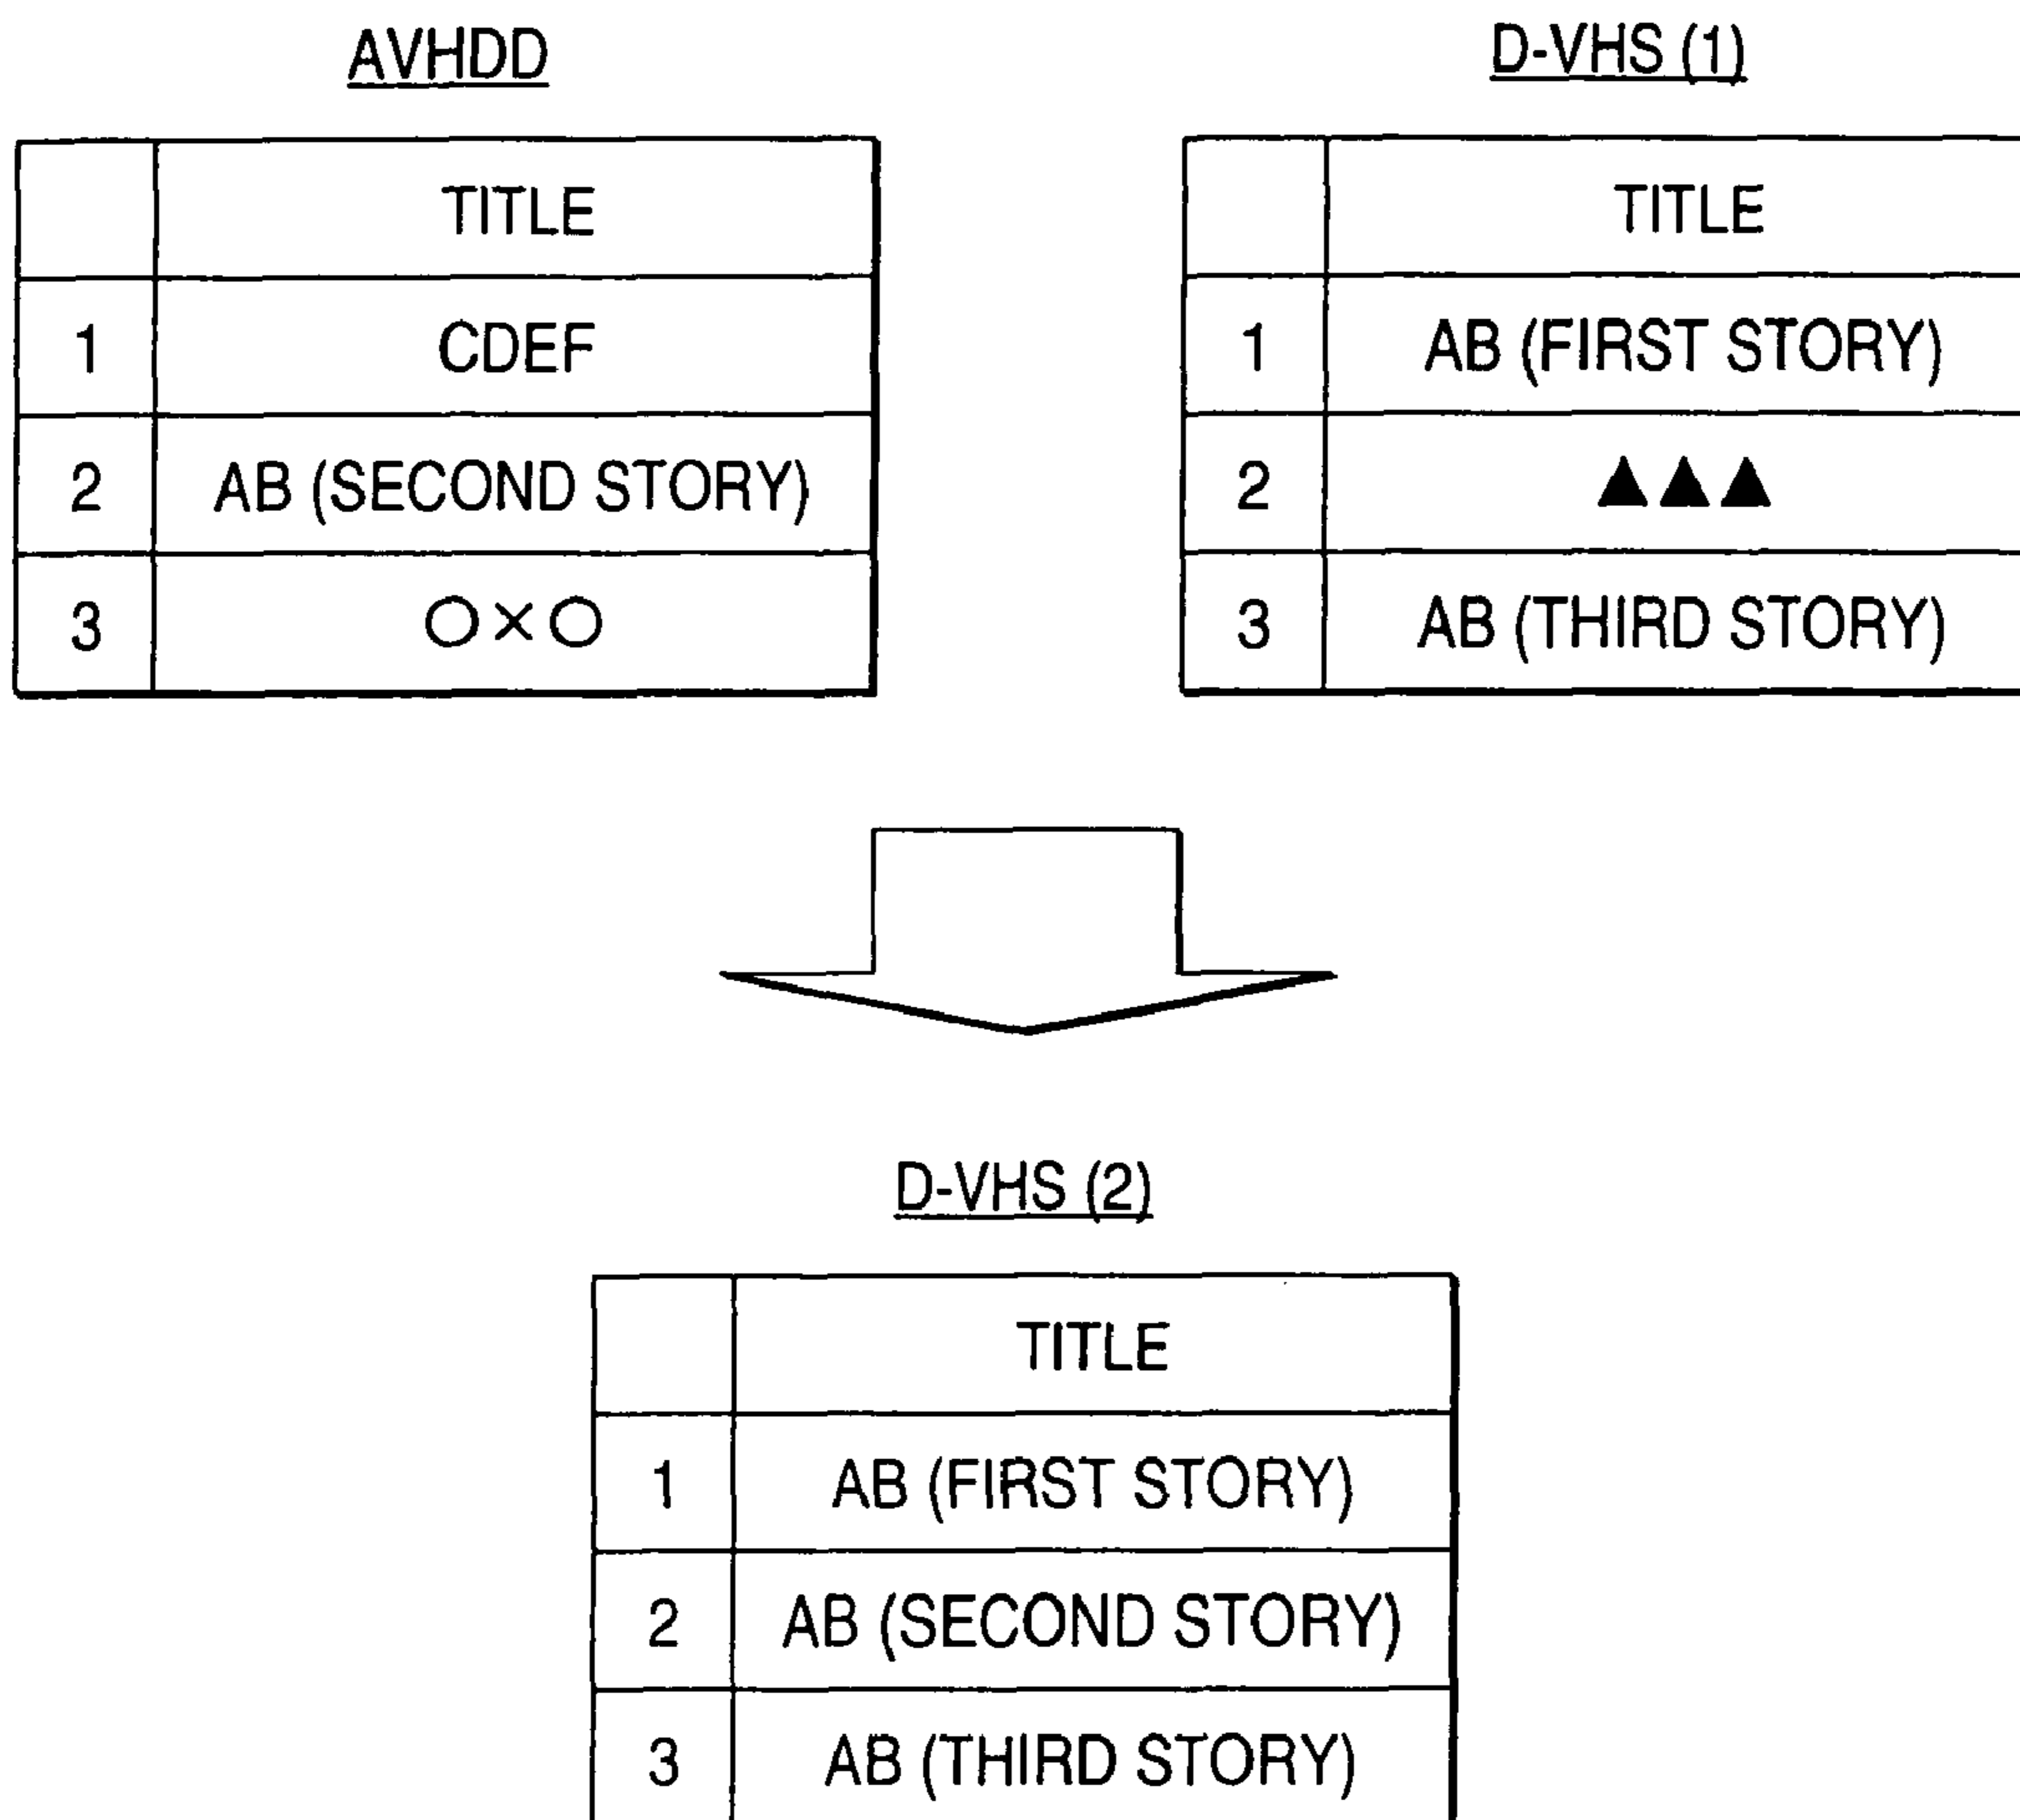 AVHDD
TITLE
1 CDEF
2 AB (SECOND STORY)
3 ○×○
D-VHS (1)
TITLE
1 AB (FIRST STORY)
2 ▲▲▲
3 AB (THIRD STORY)
D-VHS (2)
TITLE
1 AB (FIRST STORY)
2 AB (SECOND STORY)
3 AB (THIRD STORY)